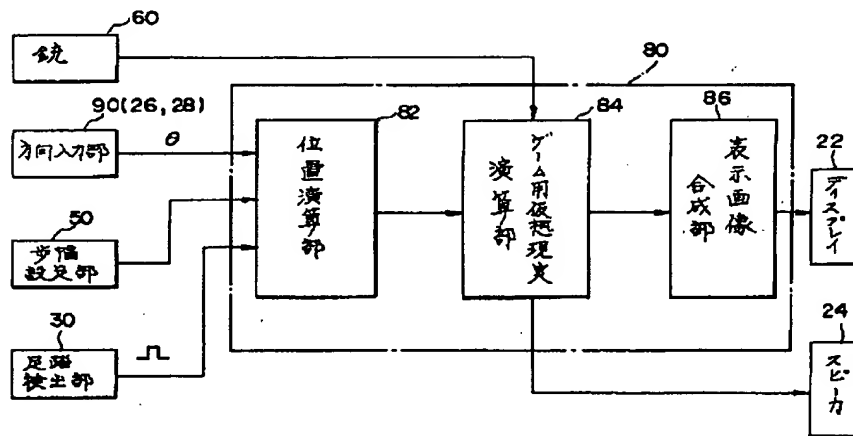 60
銃
90(26,28)
方向入力部
θ
50
歩幅
設定部
30
足踏
検出部
80
82
位置演算部
84
ゲーム用仮想現実
演算部
86
表示画像
合成部
22
ディスプレイ
24
スピーカ